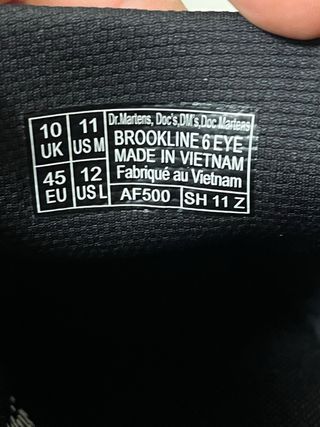 10 UK
11 US M
45 EU
12 US L
Dr.Martens, Doc's,DM's,Doc Martens
BROOKLINE 6 EYE
MADE IN VIETNAM
Fabriqué au Vietnam
AF500
SH 11 Z